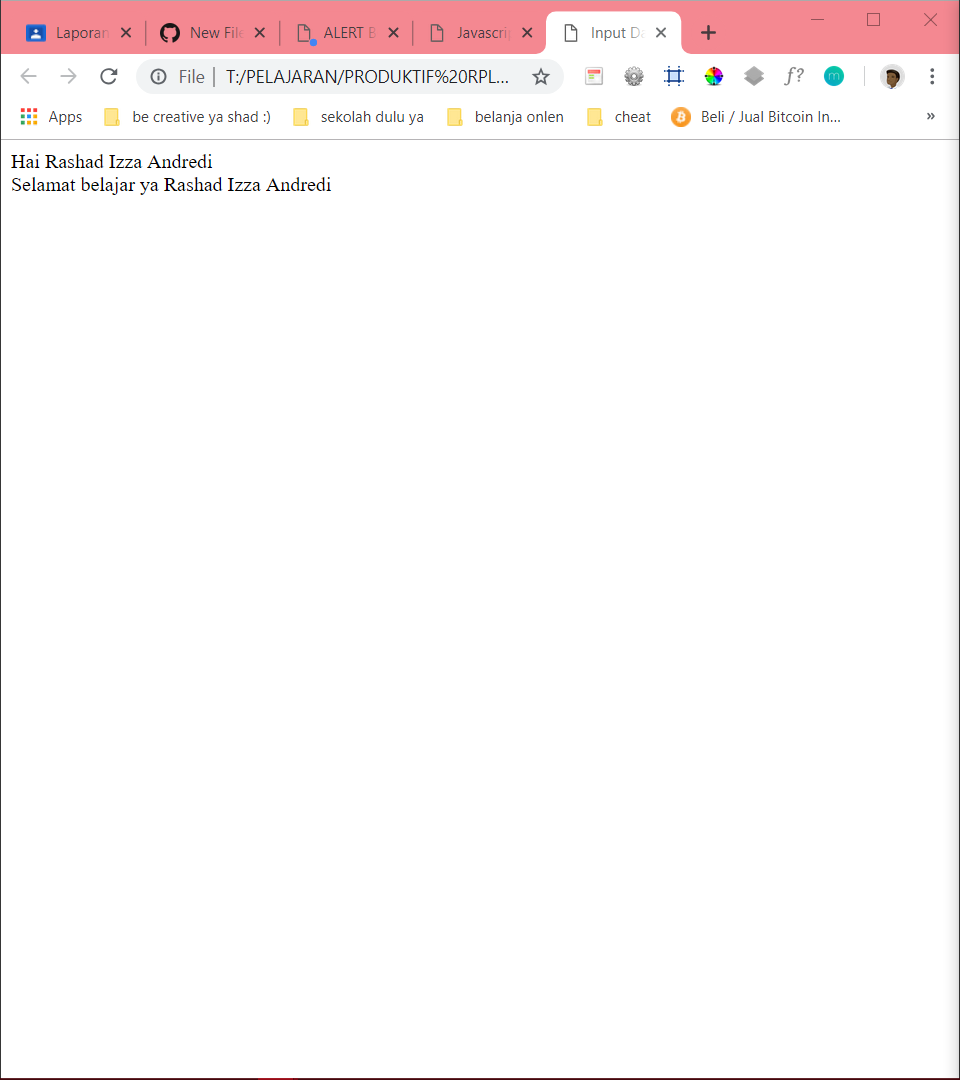 Laporan
New File
ALERT B
Javascrip
Input Da
File
T:/PELAJARAN/PRODUKTIF%20RPL...
f?
m
Apps
be creative ya shad :)
sekolah dulu ya
belanja onlen
cheat
Beli / Jual Bitcoin In...
»
Hai Rashad Izza Andredi
Selamat belajar ya Rashad Izza Andredi